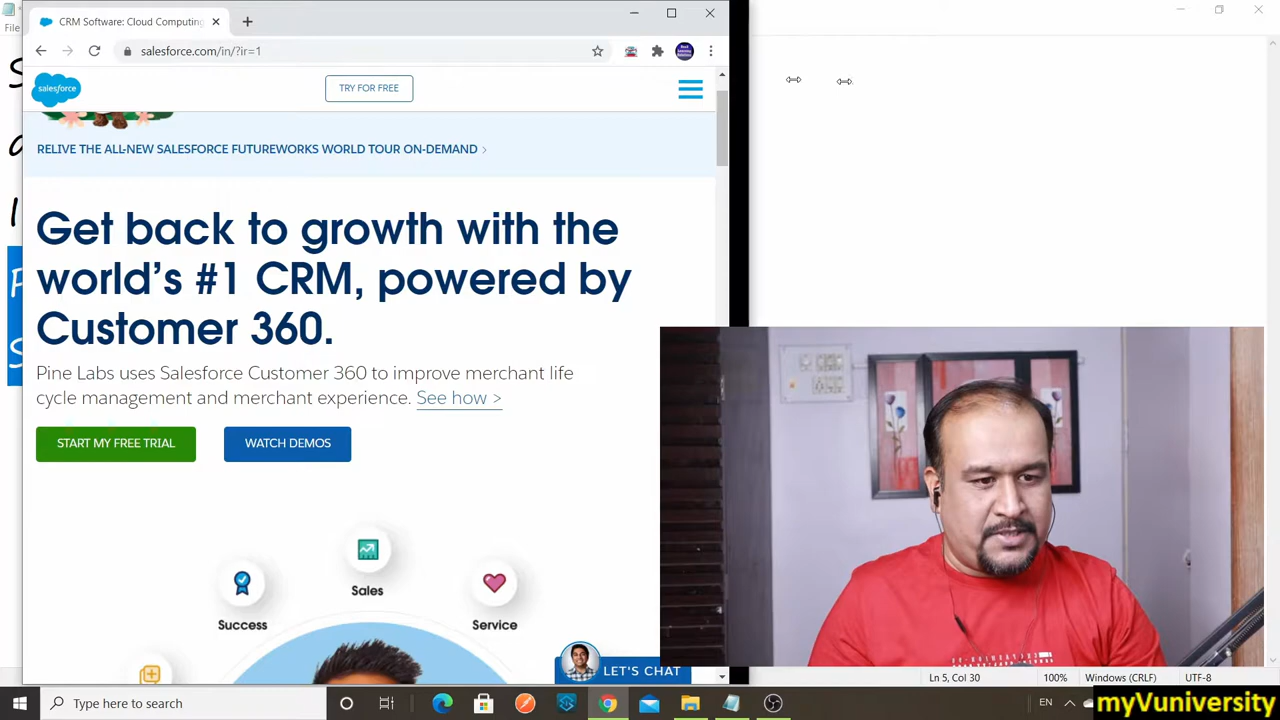 CRM Software: Cloud Computing
File
salesforce.com/in/?ir=1
salesforce
TRY FOR FREE
RELIVE THE ALL-NEW SALESFORCE FUTUREWORKS WORLD TOUR ON-DEMAND >
Get back to growth with the
world's #1 CRM, powered by
Customer 360.
Pine Labs uses Salesforce Customer 360 to improve merchant life
cycle management and merchant experience. See how >
START MY FREE TRIAL
WATCH DEMOS
Sales
Success
Service
LET'S CHAT
Ln 5, Col 30
100%
Windows (CRLF)
UTF-8
Type here to search
EN
myVuniversity